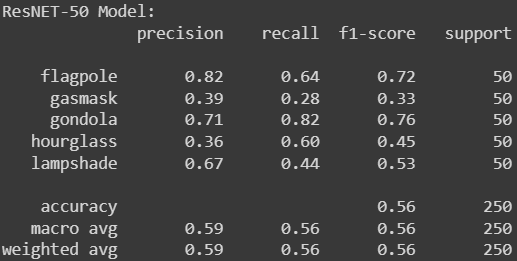 ResNET-50 Model:
precision recall f1-score support
flagpole 0.82 0.64 0.72 50
gasmask 0.39 0.28 0.33 50
gondola 0.71 0.82 0.76 50
hourglass 0.36 0.60 0.45 50
lampshade 0.67 0.44 0.53 50
accuracy 0.56 250
macro avg 0.59 0.56 0.56 250
weighted avg 0.59 0.56 0.56 250